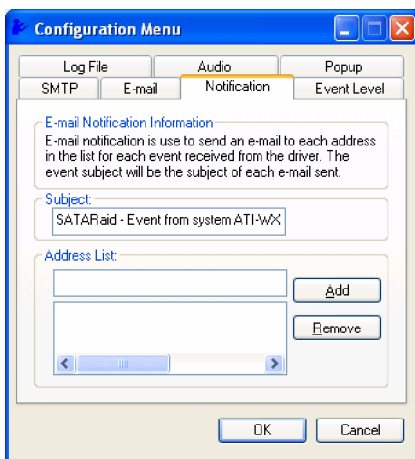 Configuration Menu
Log File Audio Popup
SMTP E-mail Notification Event Level
E-mail Notification Information
E-mail notification is use to send an e-mail to each address
in the list for each event received from the driver. The
event subject will be the subject of each e-mail sent.
Subject:
SATARaid - Event from system ATI-WX
Address List:
Add
Remove
OK Cancel